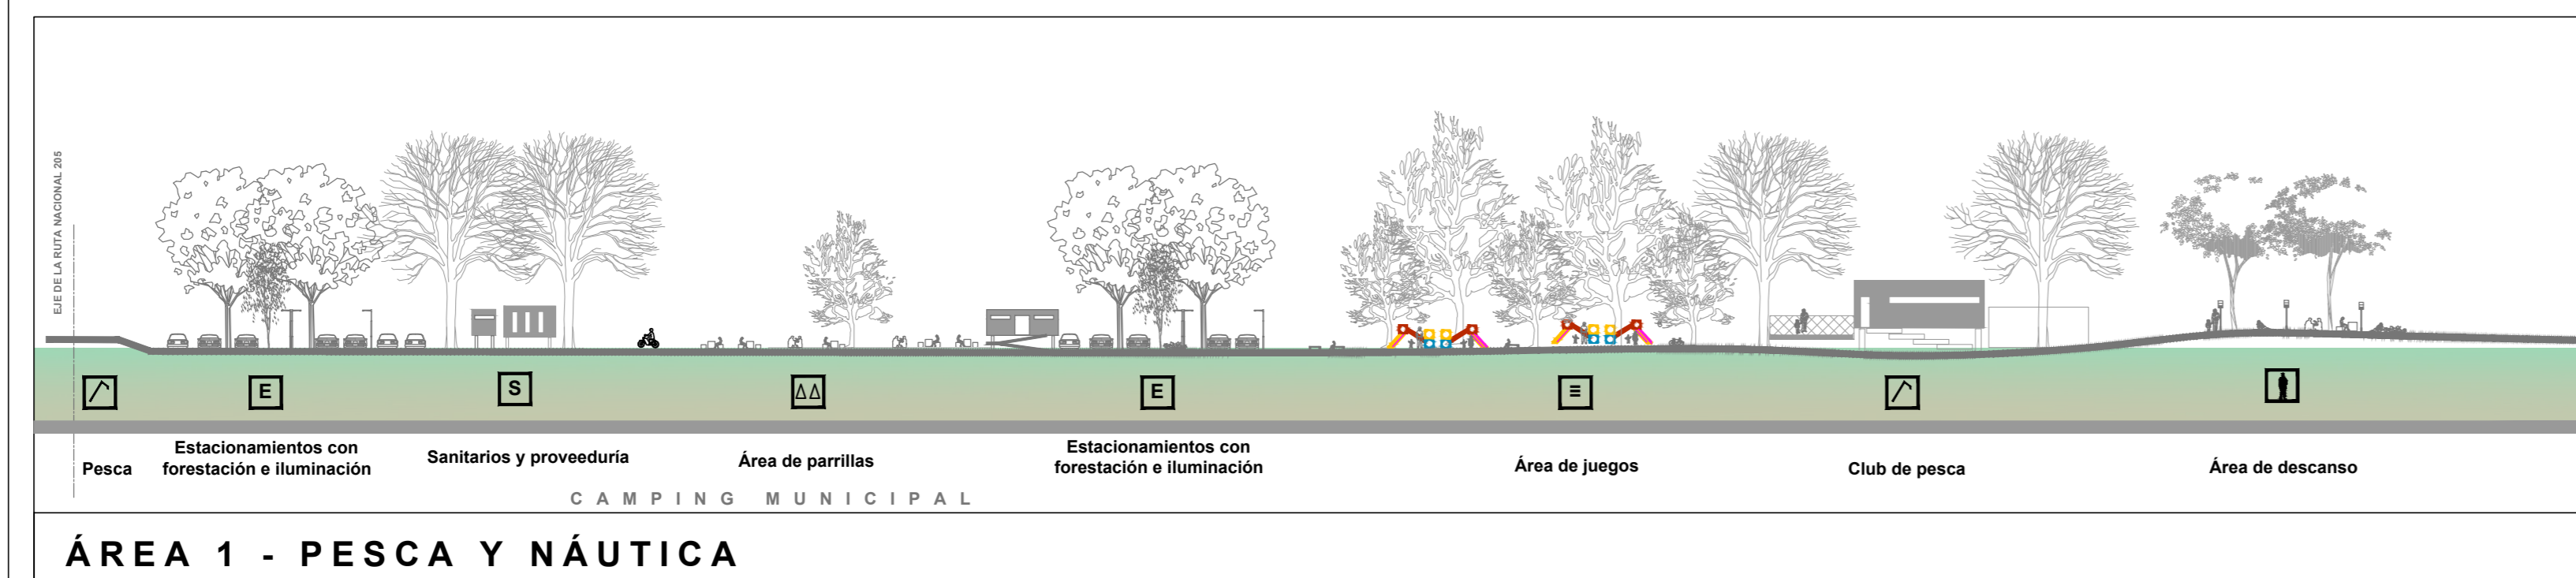 EJE DE LA RUTA NACIONAL 205
E
S
E
Pesca
Estacionamientos con
forestación e iluminación
Sanitarios y proveeduría
Área de parrillas
Estacionamientos con
forestación e iluminación
Área de juegos
Club de pesca
Área de descanso
CAMPING MUNICIPAL
ÁREA 1 - PESCA Y NÁUTICA